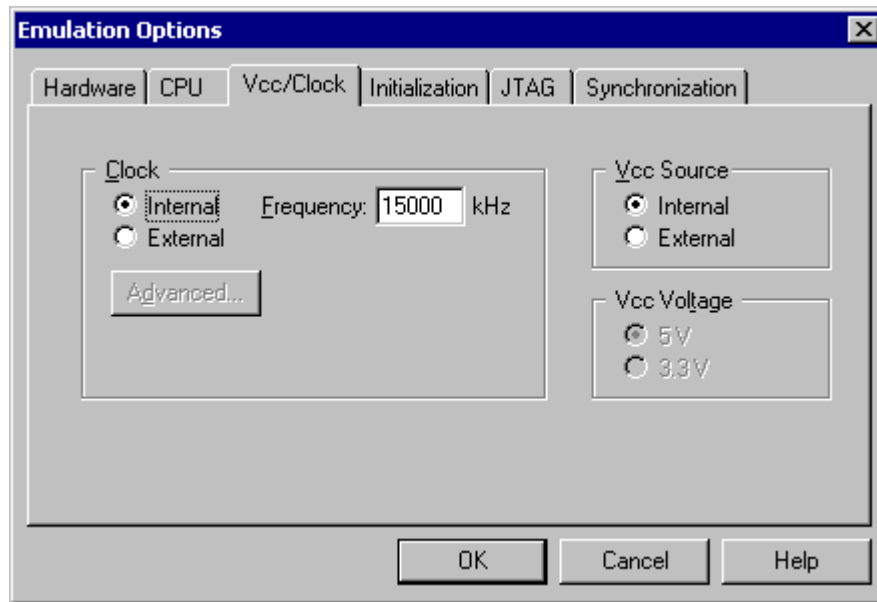 Emulation Options
Hardware CPU Vcc/Clock Initialization JTAG Synchronization
Clock
Internal Frequency: 15000 kHz
External
Advanced...
Vcc Source
Internal
External
Vcc Voltage
5V
3.3V
OK Cancel Help